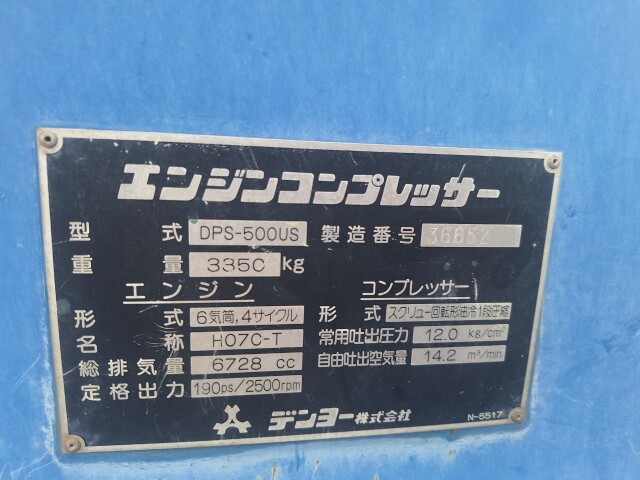 エンジンコンプレッサー
型 式 DPS-500US 製造番号 36652
重 量 3350 kg
エンジン
形 式 6気筒,4サイクル
名 称 H07C-T
総排気量 6728 cc
定格出力 190ps/2500rpm
コンプレッサー
形 式 スクリュー回転形油冷1段圧縮
常用吐出圧力 12.0 kg/cm²
自由吐出空気量 14.2 m³/min
デンヨー株式会社
N-5517